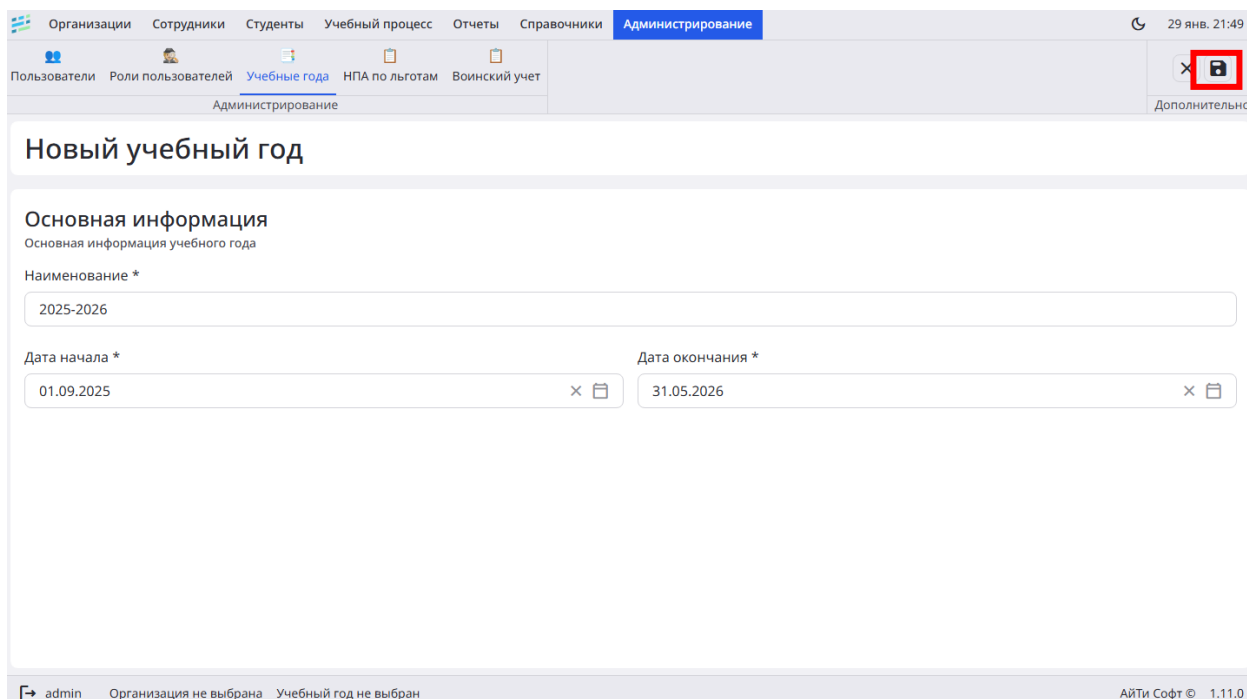 Организации Сотрудники Студенты Учебный процесс Отчеты Справочники Администрирование 29 янв. 21:49
Пользователи Роли пользователей Учебные года НПА по льготам Воинский учет
Администрирование Дополнительно
Новый учебный год
Основная информация
Основная информация учебного года
Наименование *
2025-2026
Дата начала * Дата окончания *
01.09.2025 31.05.2026
admin Организация не выбрана Учебный год не выбран АйТи Софт © 1.11.0